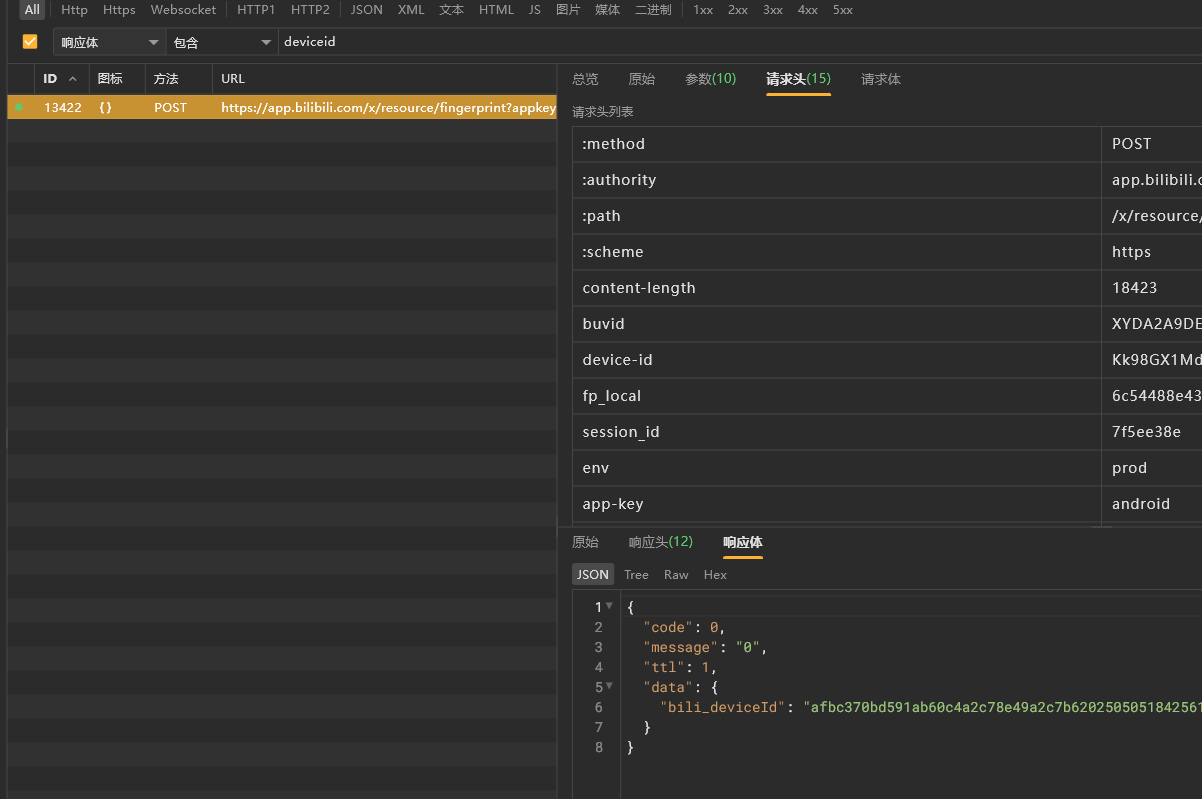 All Http Https Websocket HTTP1 HTTP2 JSON XML 文本 HTML JS 图片 媒体 二进制 1xx 2xx 3xx 4xx 5xx
响应体 包含 deviceid
ID 图标 方法 URL
13422 {} POST https://app.bilibili.com/x/resource/fingerprint?appkey
总览 原始 参数(10) 请求头(15) 请求体
请求头列表
:method POST
:authority app.bilibili.c
:path /x/resource/
:scheme https
content-length 18423
buvid XYDA2A9DE
device-id Kk98GX1Md
fp_local 6c54488e43
session_id 7f5ee38e
env prod
app-key android
原始 响应头(12) 响应体
JSON Tree Raw Hex
1 {
2 "code": 0,
3 "message": "0",
4 "ttl": 1,
5 "data": {
6 "bili_deviceId": "afbc370bd591ab60c4a2c78e49a2c7b6202505051842561
7 }
8 }